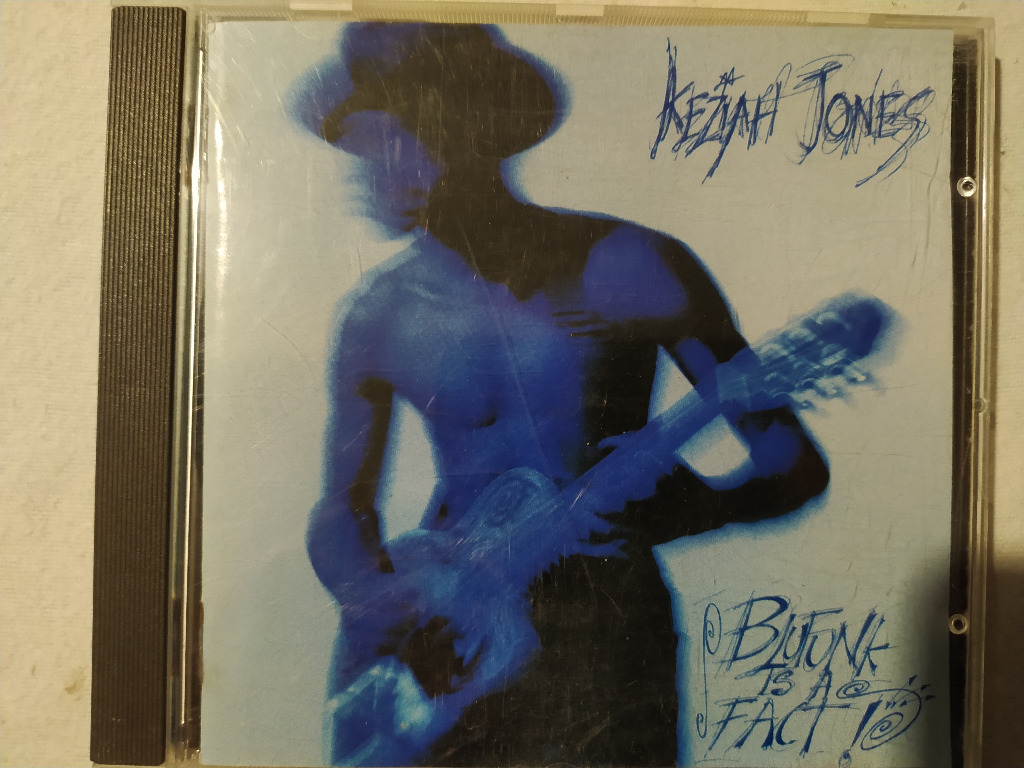 KEZIAH JONES
BLUFUNK
IS A
FACT!